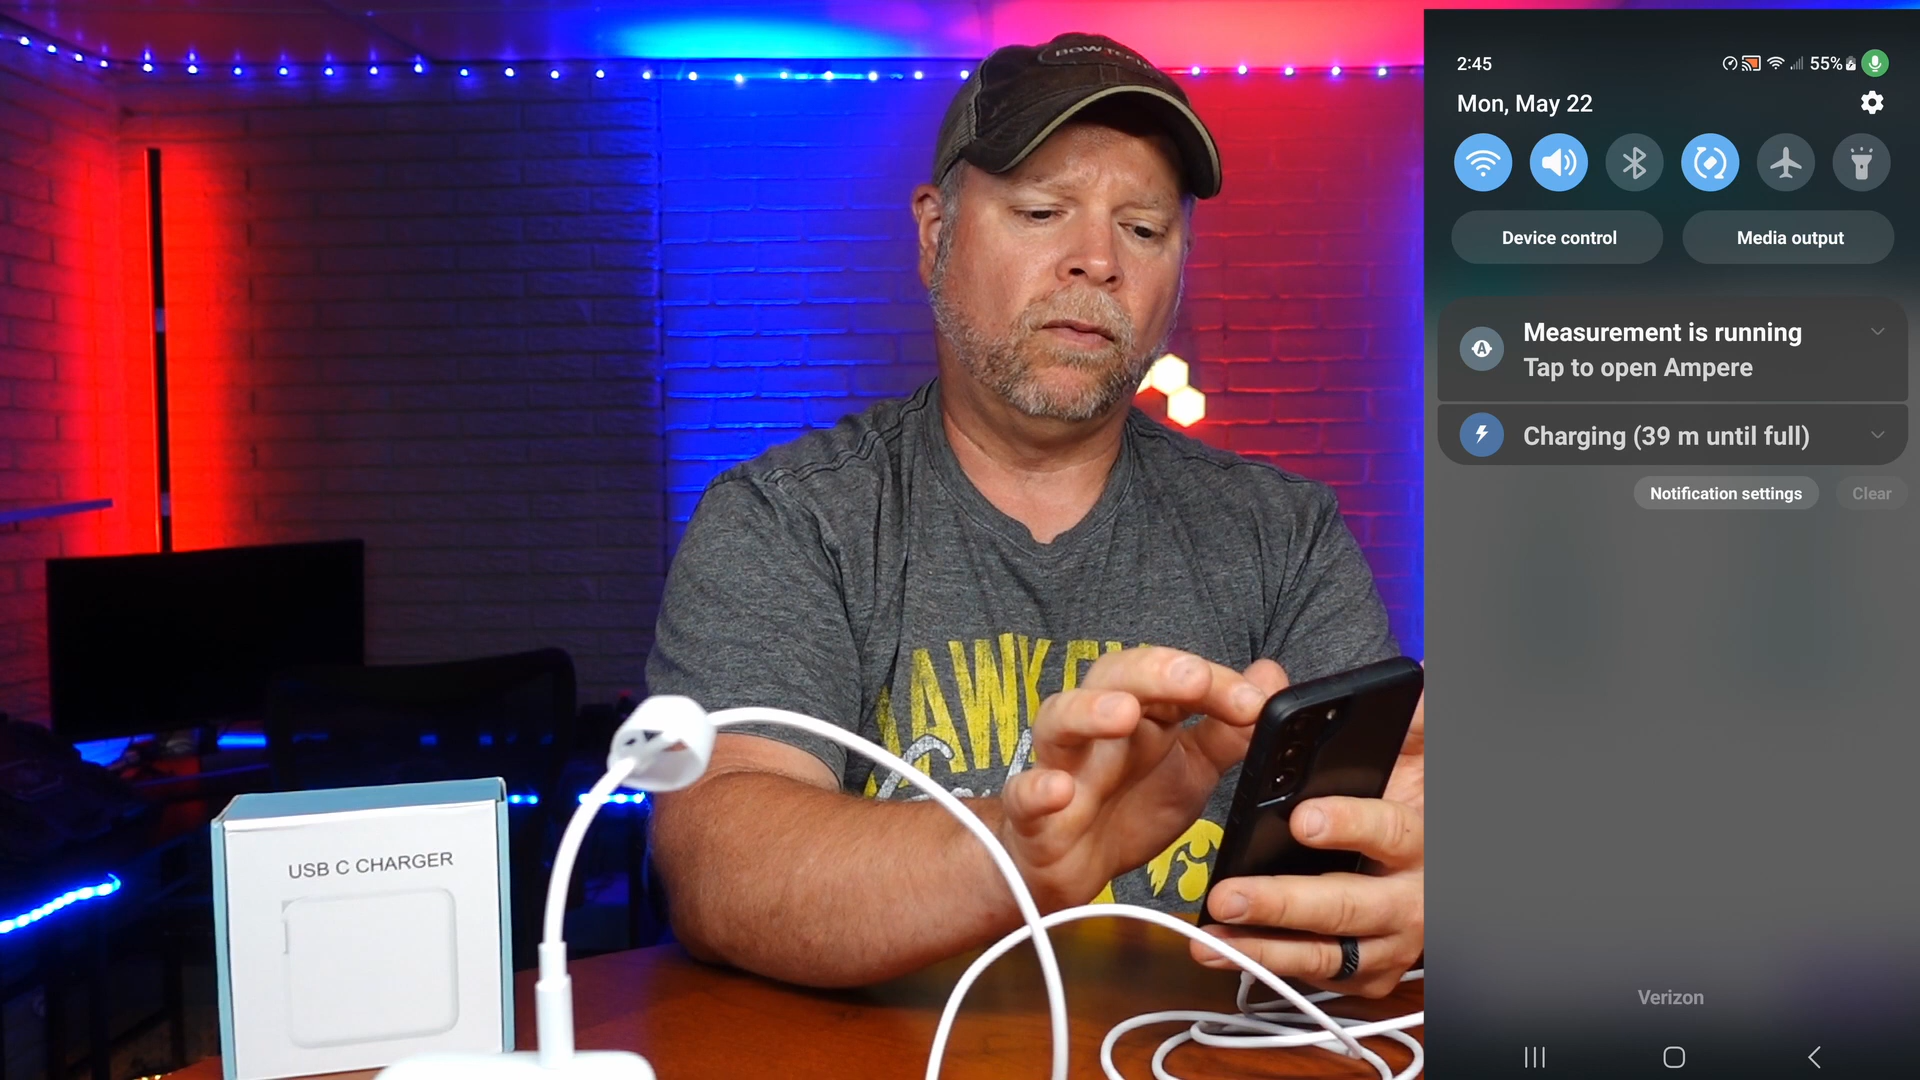 2:45
55%
Mon, May 22
Device control
Media output
Measurement is running
Tap to open Ampere
Charging (39 m until full)
Notification settings
Clear
Verizon
USB C CHARGER